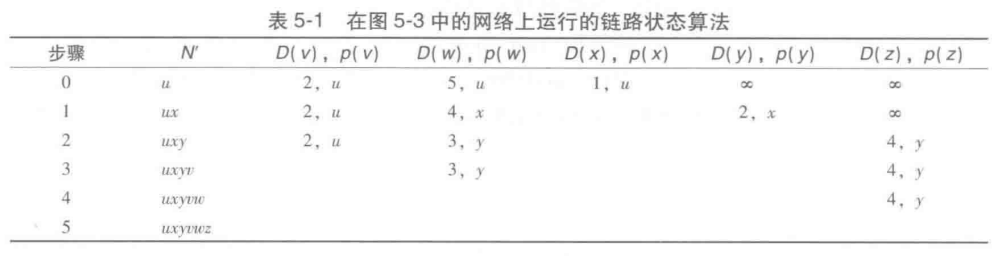 表 5-1 在图 5-3 中的网络上运行的链路状态算法
步骤 N′ D(v), p(v) D(w), p(w) D(x), p(x) D(y), p(y) D(z), p(z)
0 u 2, u 5, u 1, u ∞ ∞
1 ux 2, u 4, x 2, x ∞
2 uxy 2, u 3, y 4, y
3 uxyv 3, y 4, y
4 uxyvw 4, y
5 uxyvwz